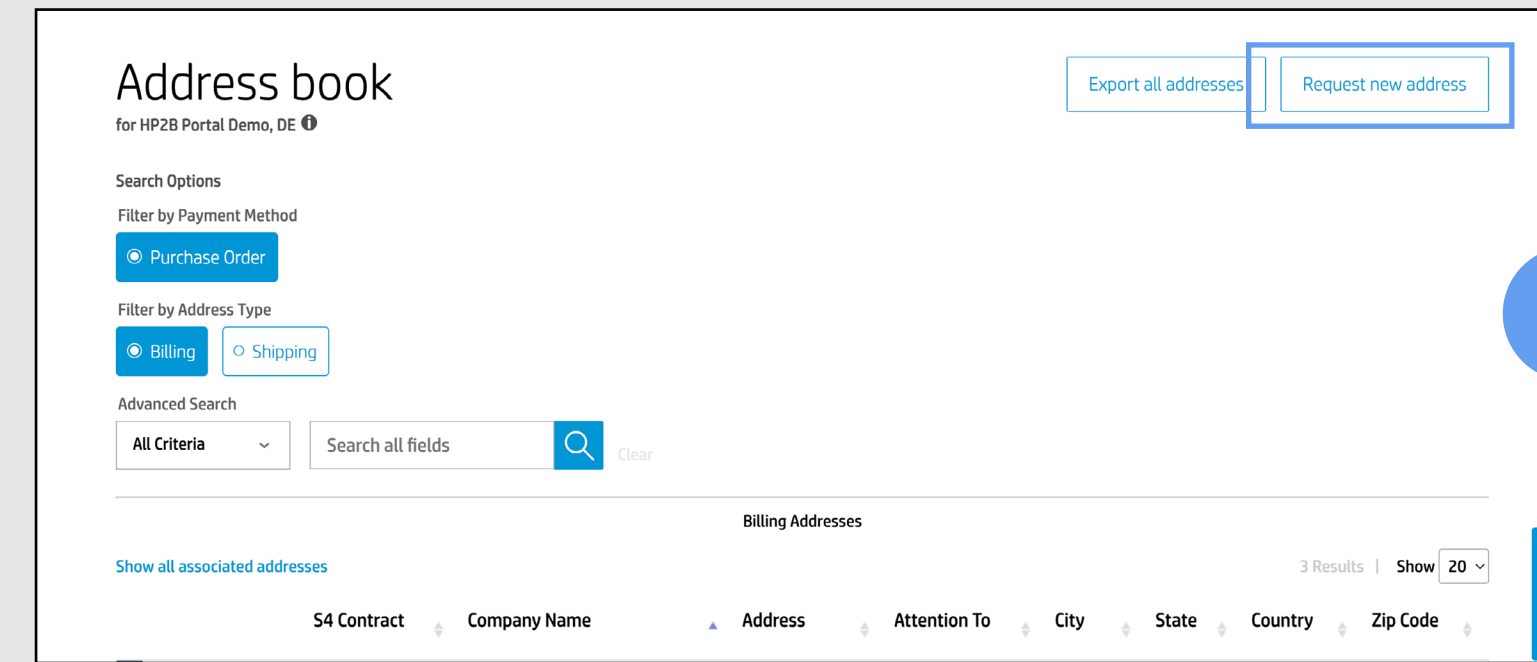 Address book
Export all addresses
Request new address
for HP2B Portal Demo, DE
Search Options
Filter by Payment Method
Purchase Order
Filter by Address Type
Billing
Shipping
Advanced Search
All Criteria
Search all fields
Clear
Billing Addresses
Show all associated addresses
3 Results | Show 20
S4 Contract Company Name Address Attention To City State Country Zip Code